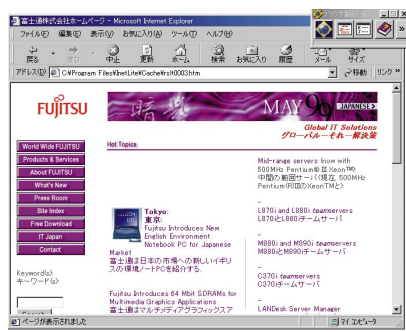 富士通株式会社ホームページ - Microsoft Internet Explorer
ファイル(F) 編集(E) 表示(V) お気に入り(A) ツール(T) ヘルプ(H)
戻る 中止 更新 ホーム 検索 お気に入り 履歴 メール サイズ
アドレス(D) C:¥Program Files¥InetLite¥Cache¥rslt0003.htm 移動 リンク »
FUJITSU
MAY 99
JAPANESE>
Global IT Solutions
グローバル---それ---解決策
World Wide FUJITSU
Products & Services
About FUJITSU
What's New
Press Room
Site Index
Free Download
IT Japan
Contact
Keyword(s):
キーワード(s):
Hot Topics
Tokyo:
東京:
Fujitsu Introduces New
English Environment
Notebook PC for Japanese
Market
富士通は日本の市場への新しいイギリ
スの環境ノートPCを紹介する.
Fujitsu Introduces 64 Mbit SDRAMs for
Multimedia Graphics Applications
富士通はマルチメディアグラフィックスア
Mid-range servers (now with
500MHz Pentium® III Xeon™):
中間の範囲サーバ(現在, 500MHz
Pentium(R)IIIのXeonTMと):
-
L870i and L880i teamservers
L870iとL880iチームサーバ
-
M880i and M890i teamservers
M880iとM890iチームサーバ
-
C370i teamservers
C370iチームサーバ
-
LANDesk Server Manager
ページが表示されました
マイ コンピュータ